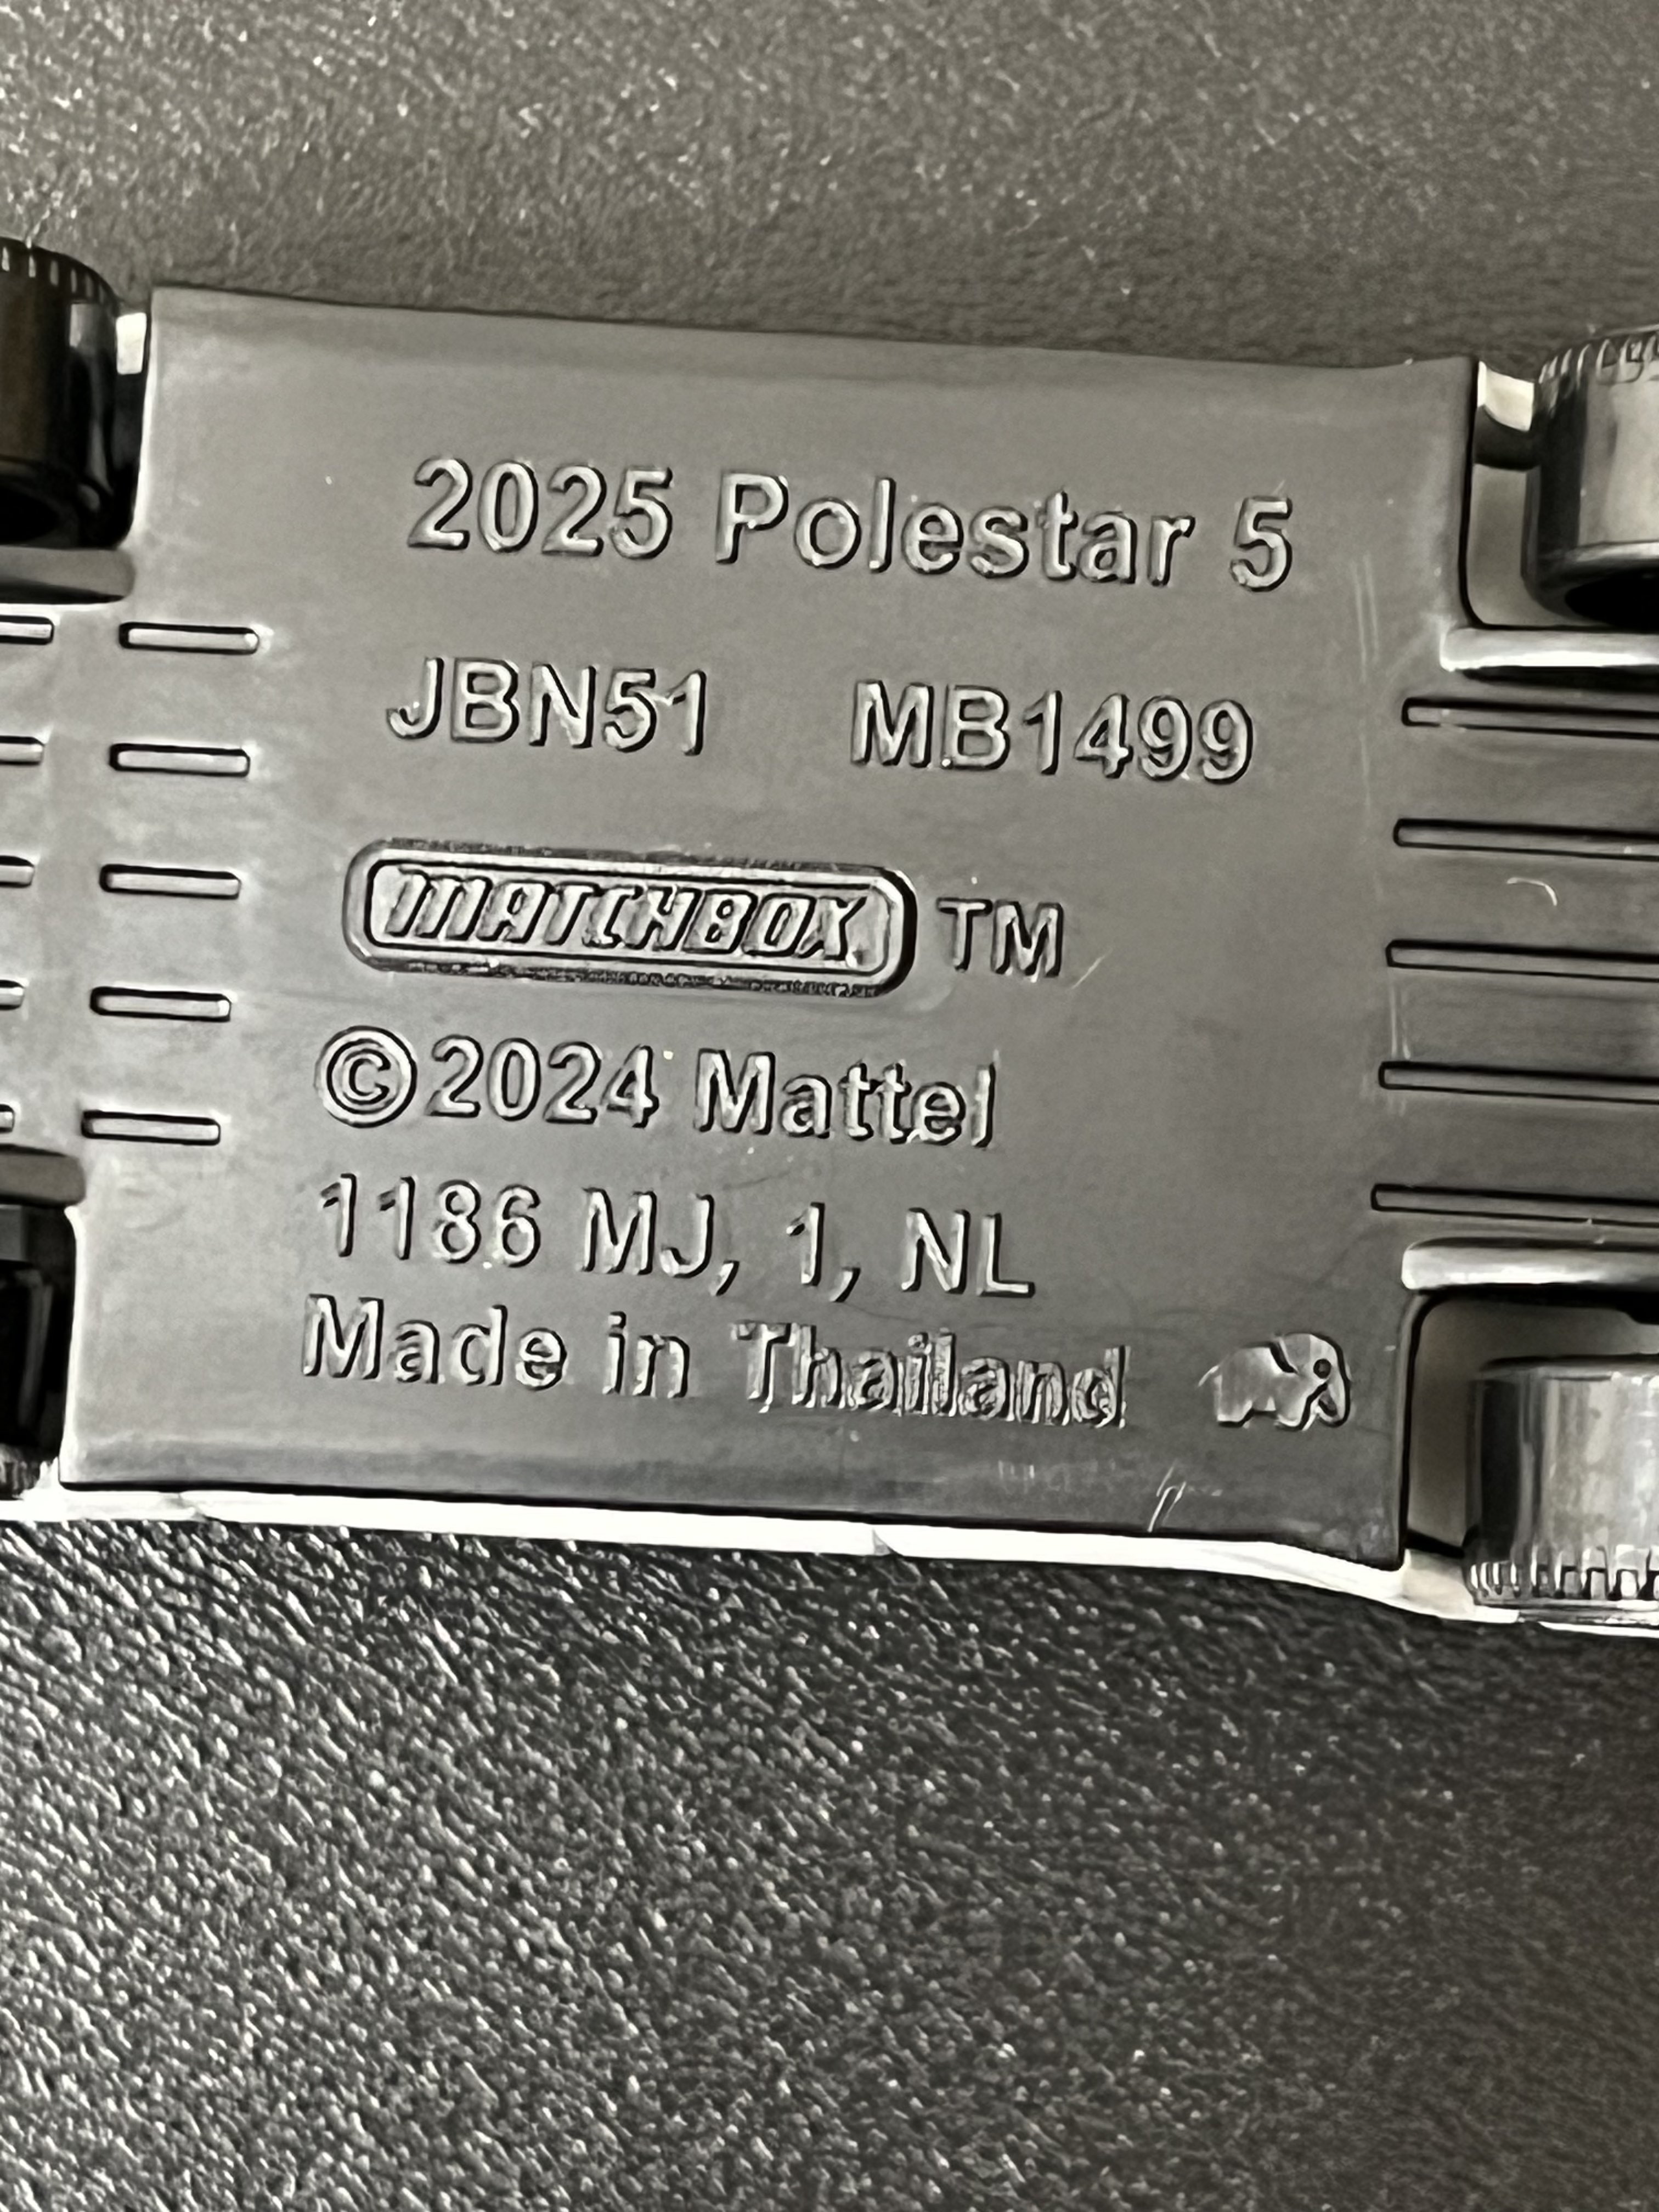 2025 Polestar 5
JBN51 MB1499
MATCHBOX TM
©2024 Mattel
1186 MJ, 1, NL
Made in Thailand